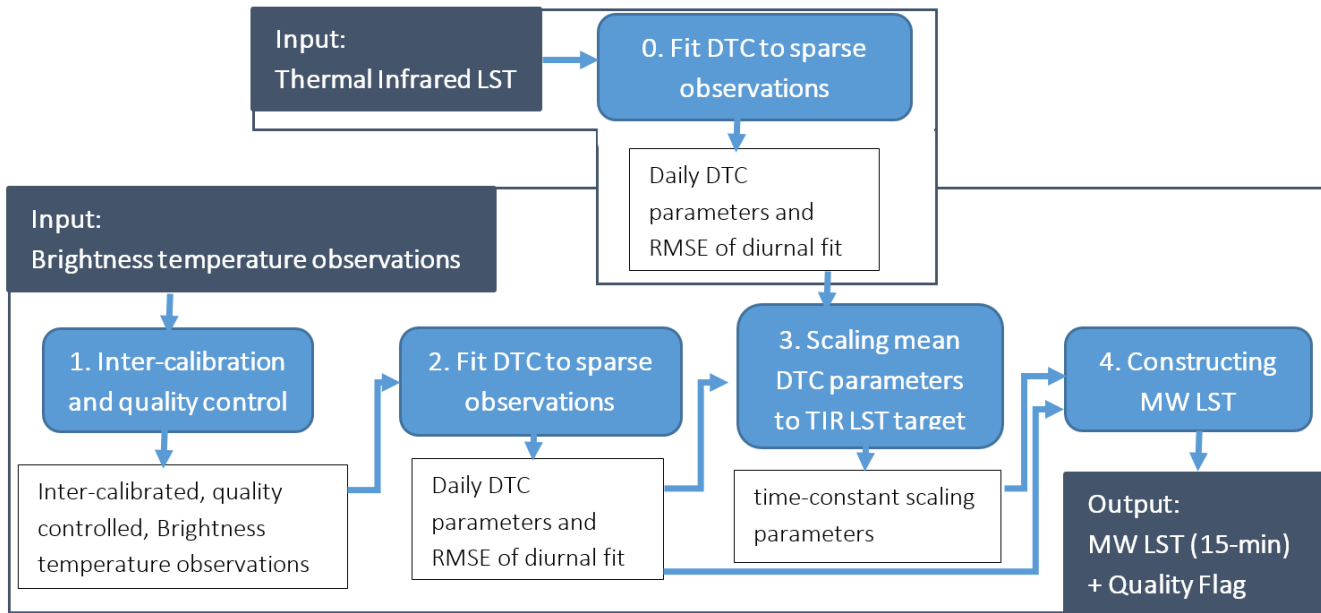 Input:
Thermal Infrared LST
0. Fit DTC to sparse
observations
Daily DTC
parameters and
RMSE of diurnal fit
Input:
Brightness temperature observations
1. Inter-calibration
and quality control
Inter-calibrated, quality
controlled, Brightness
temperature observations
2. Fit DTC to sparse
observations
Daily DTC
parameters and
RMSE of diurnal fit
3. Scaling mean
DTC parameters
to TIR LST target
time-constant scaling
parameters
4. Constructing
MW LST
Output:
MW LST (15-min)
+ Quality Flag